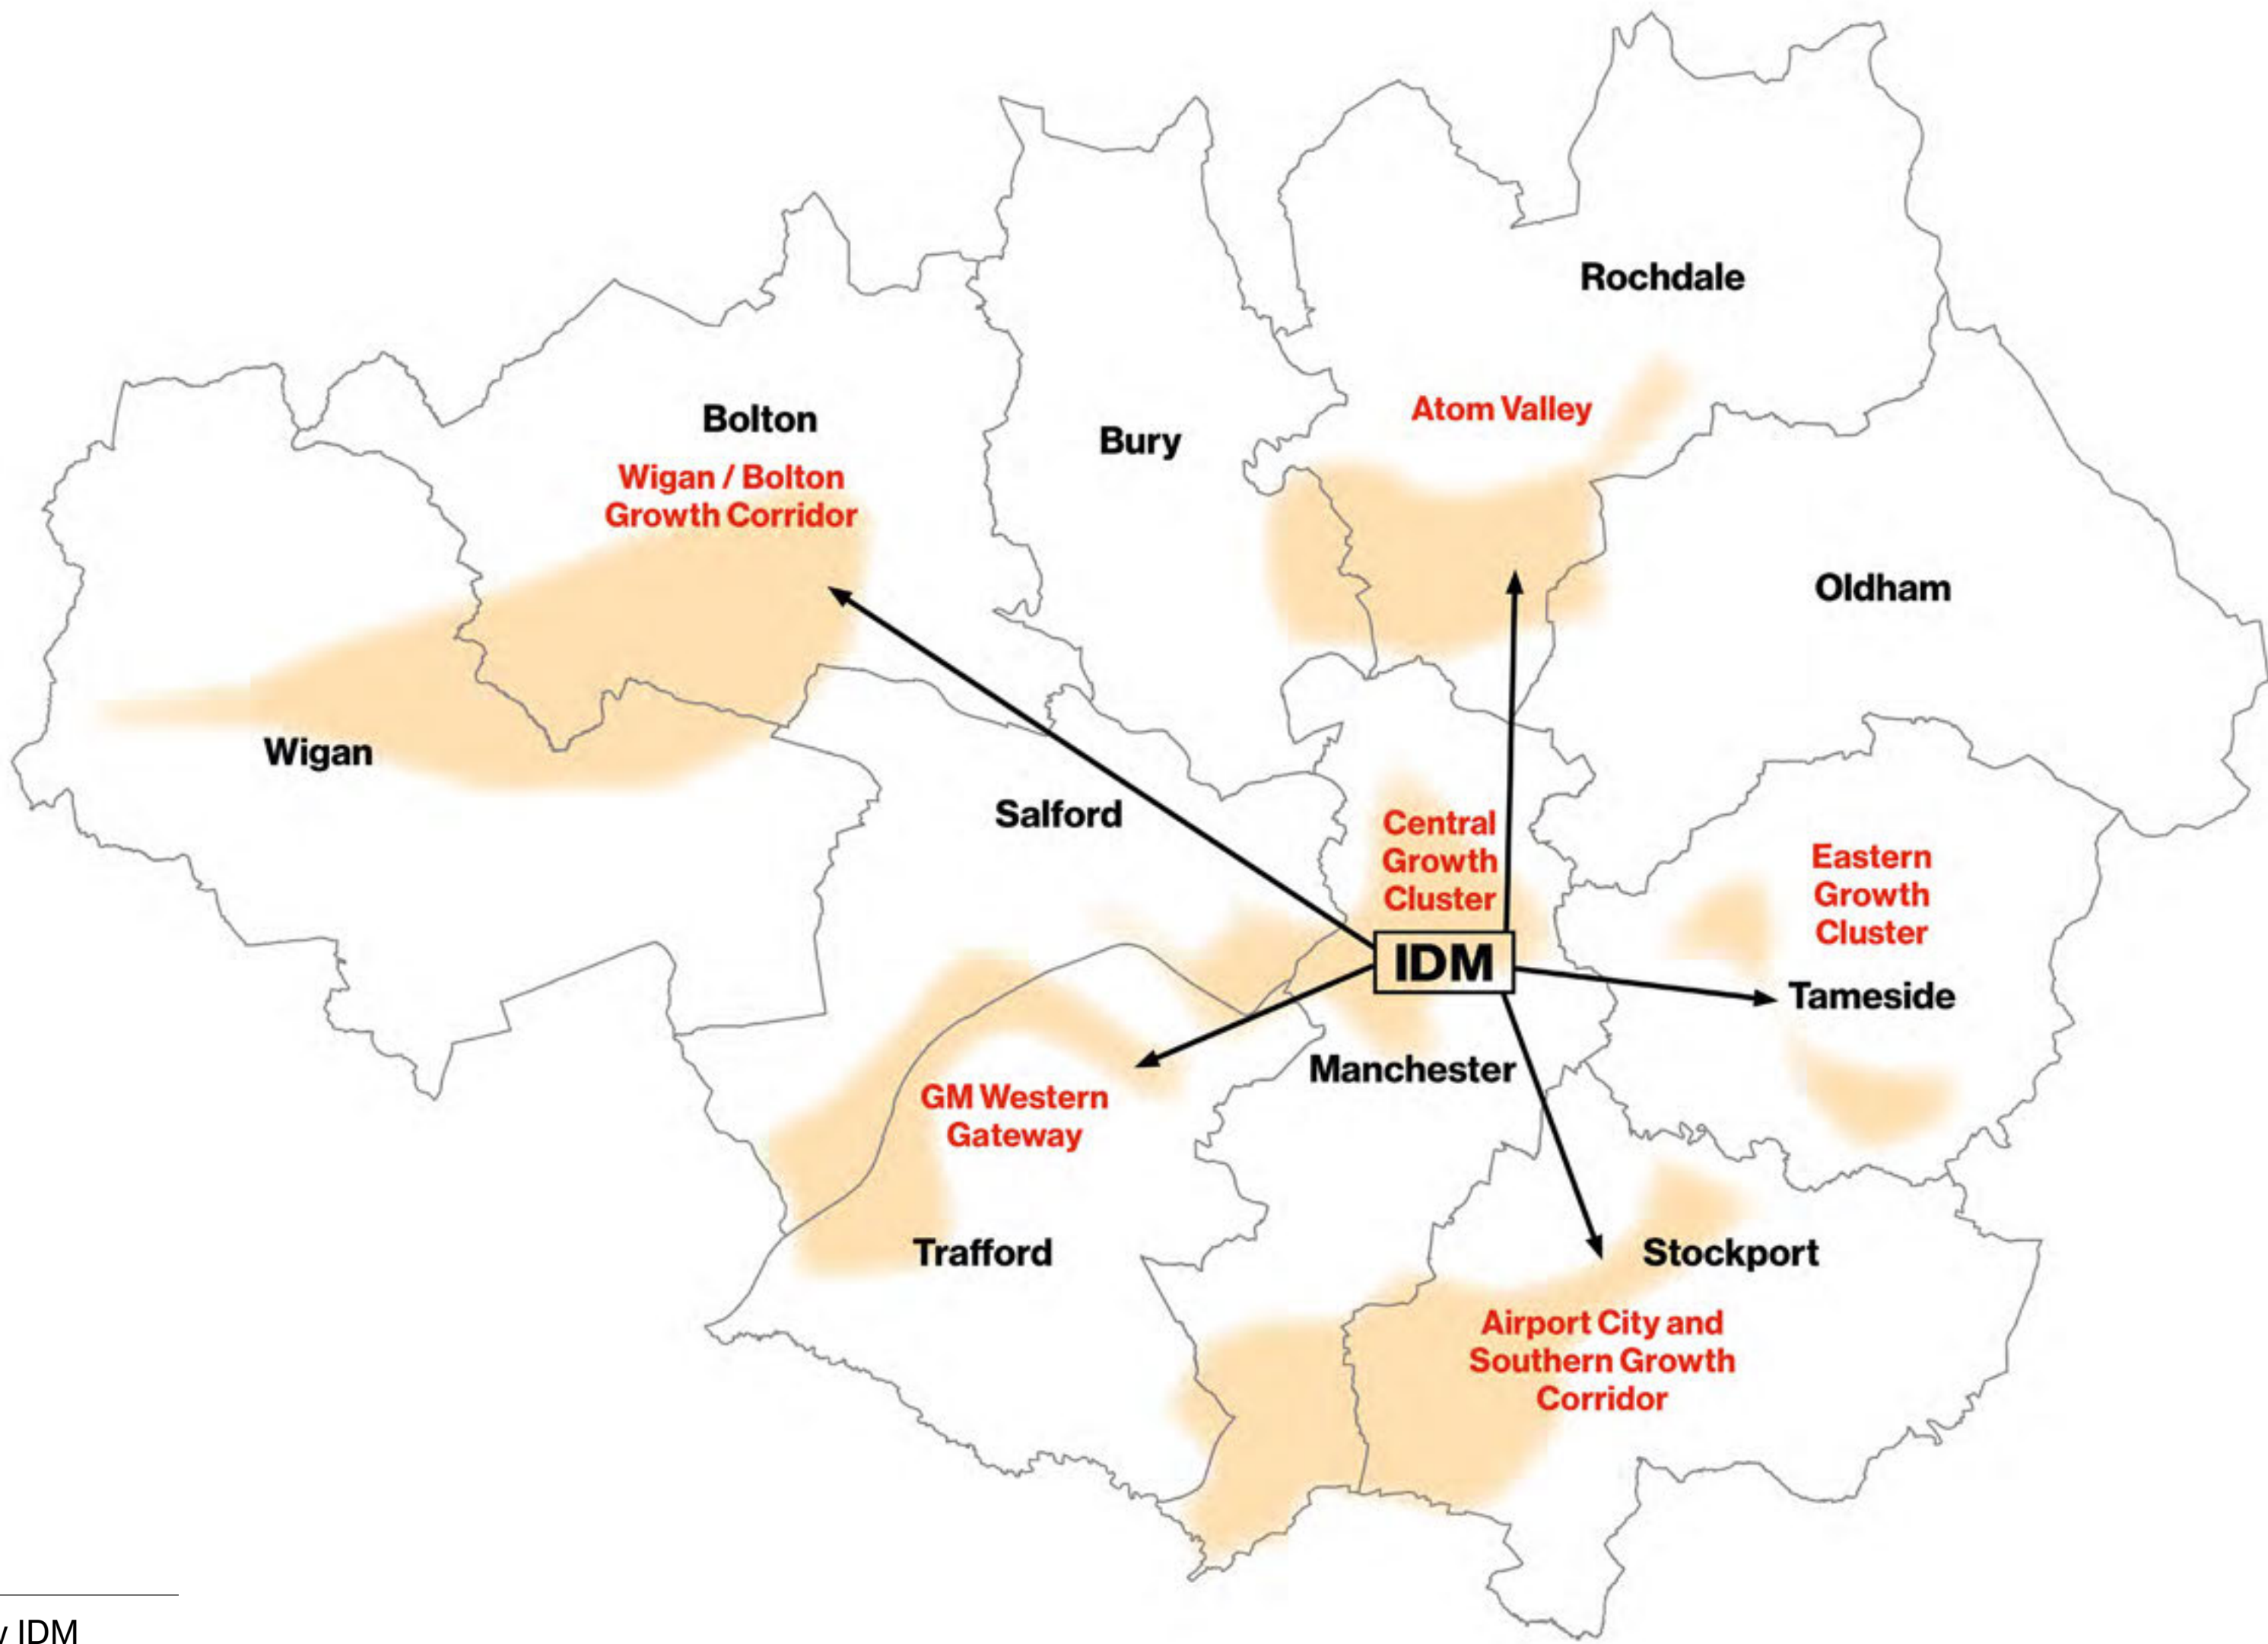 Rochdale
Atom Valley
Bolton
Wigan / Bolton
Growth Corridor
Bury
Oldham
Wigan
Salford
Central
Growth
Cluster
Eastern
Growth
Cluster
IDM
Tameside
Manchester
GM Western
Gateway
Trafford
Stockport
Airport City and
Southern Growth
Corridor
IDM